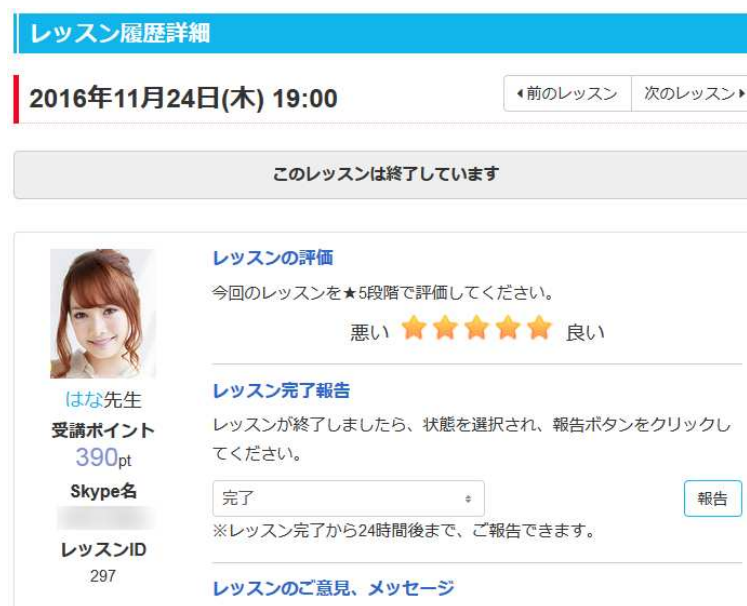 レッスン履歴詳細
2016年11月24日(木) 19:00
前のレッスン
次のレッスン
このレッスンは終了しています
レッスンの評価
今回のレッスンを★5段階で評価してください。
悪い ★★★★★ 良い
レッスン完了報告
レッスンが終了しましたら、状態を選択され、報告ボタンをクリックし
てください。
完了
報告
※レッスン完了から24時間後まで、ご報告できます。
レッスンのご意見、メッセージ
はな先生
受講ポイント
390pt
Skype名
レッスンID
297